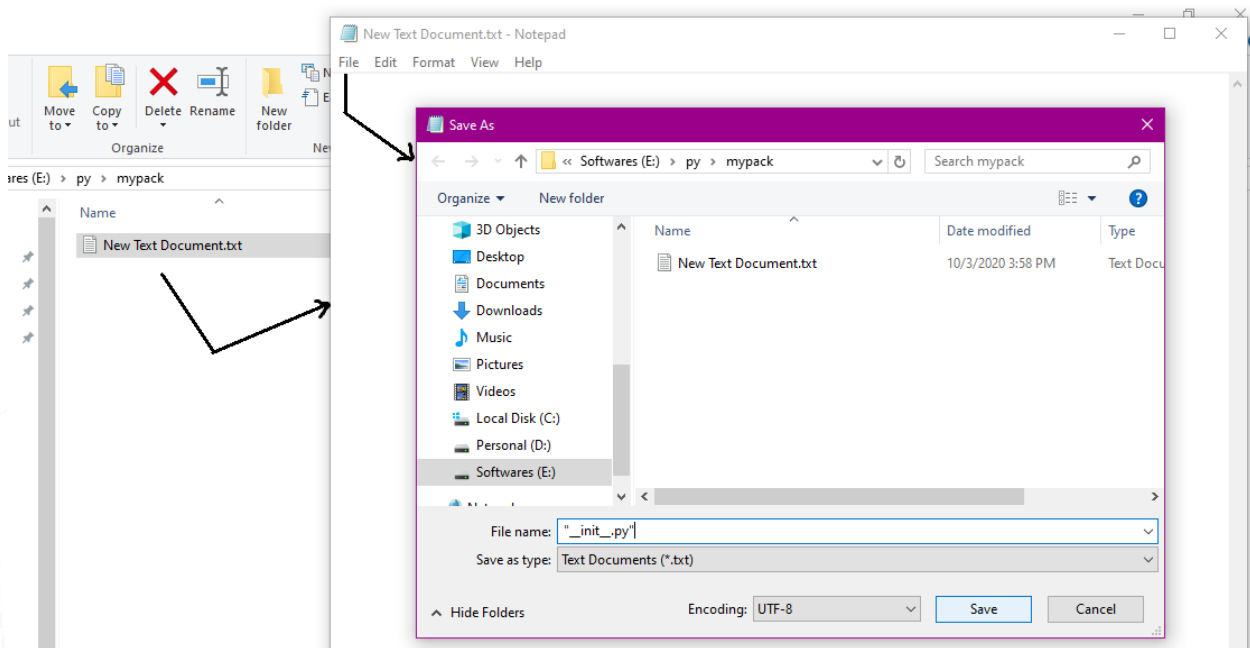 New Text Document.txt - Notepad
File Edit Format View Help
ut
Move to
Copy to
Delete
Rename
New folder
N
E
Organize
Ne
ares (E:) > py > mypack
Name
New Text Document.txt
Save As
« Softwares (E:) > py > mypack
Search mypack
Organize
New folder
?
3D Objects
Desktop
Documents
Downloads
Music
Pictures
Videos
Local Disk (C:)
Personal (D:)
Softwares (E:)
Name Date modified Type
New Text Document.txt 10/3/2020 3:58 PM Text Docu
File name: "__init__.py"
Save as type: Text Documents (*.txt)
Hide Folders
Encoding: UTF-8
Save
Cancel